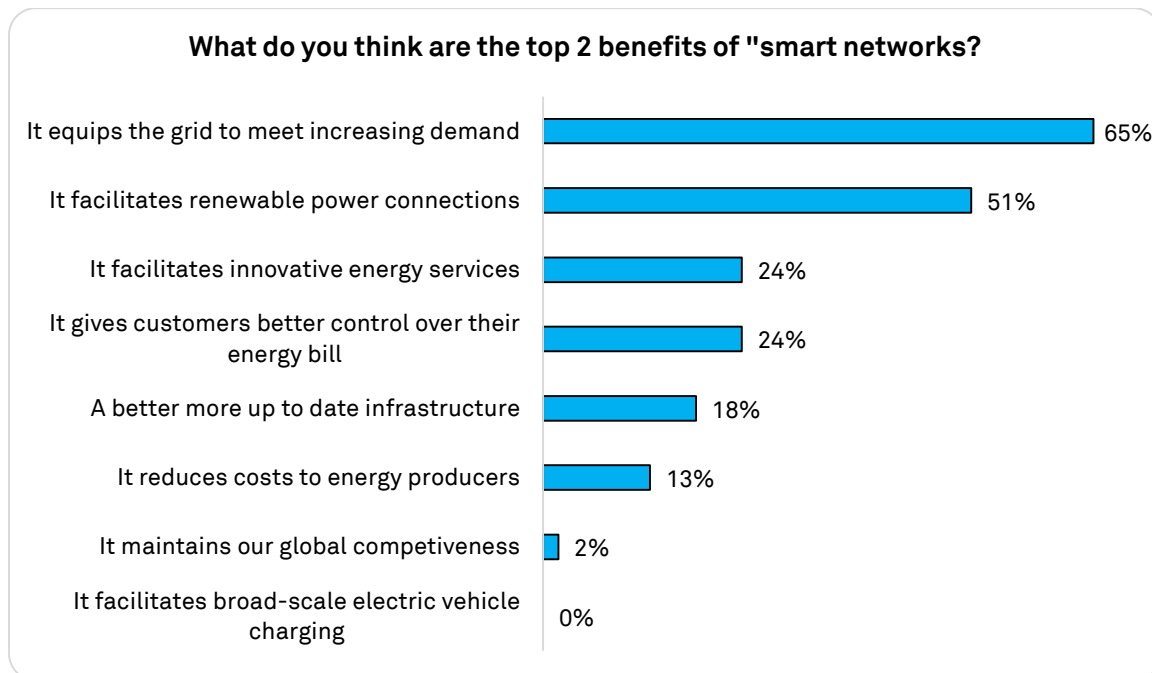 What do you think are the top 2 benefits of "smart networks?
It equips the grid to meet increasing demand
65%
It facilitates renewable power connections
51%
It facilitates innovative energy services
24%
It gives customers better control over their
energy bill
24%
A better more up to date infrastructure
18%
It reduces costs to energy producers
13%
It maintains our global competiveness
2%
It facilitates broad-scale electric vehicle
charging
0%